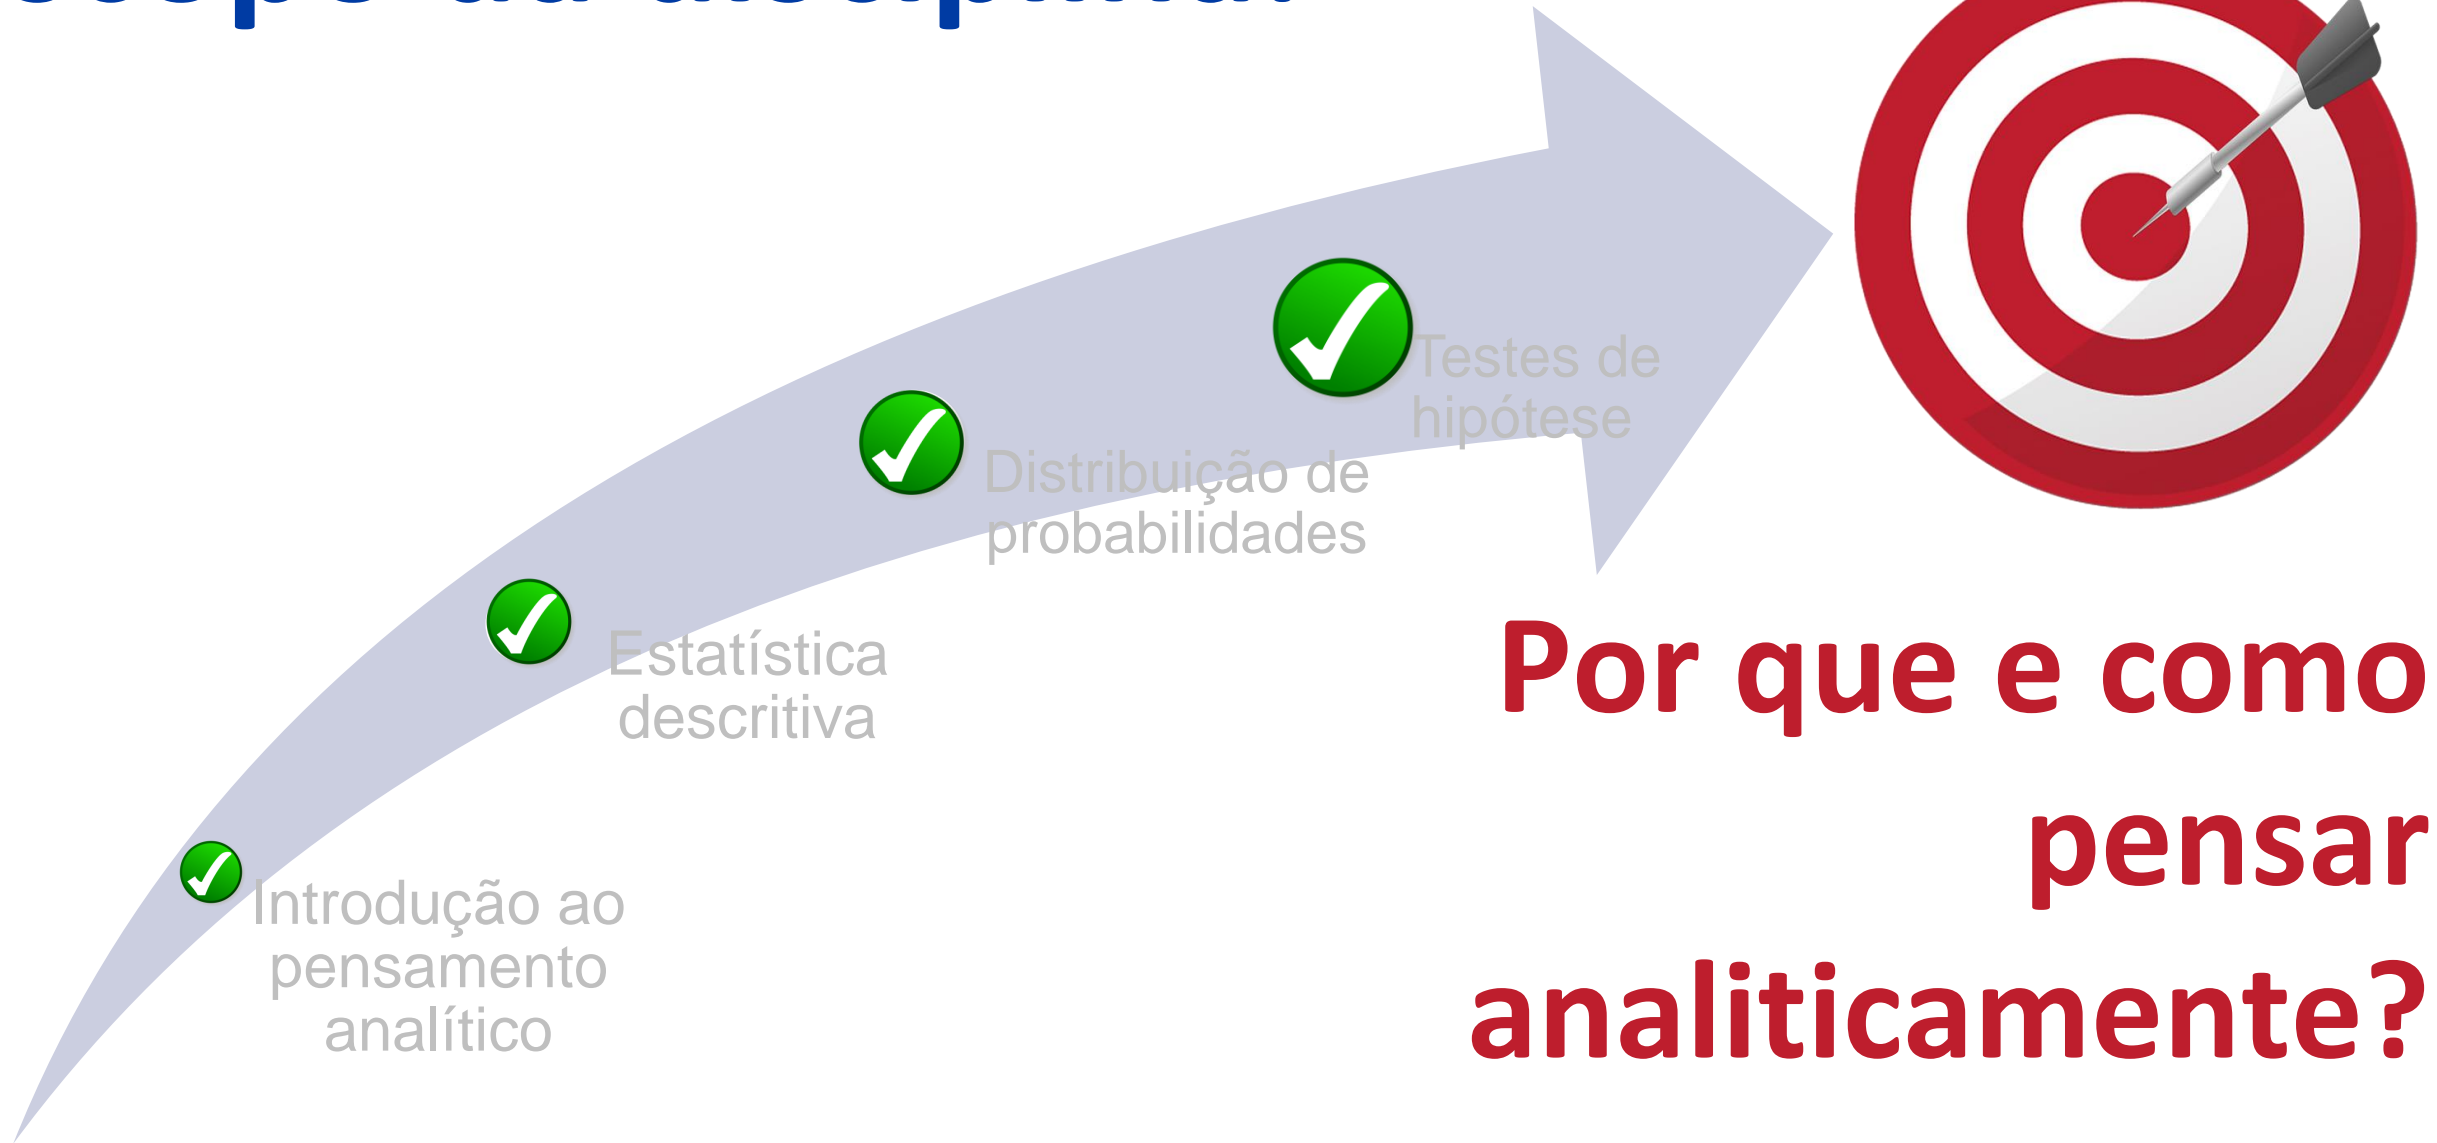 Testes de
hipótese
Distribuição de
probabilidades
Estatística
descritiva
Introdução ao
pensamento
analítico
Por que e como
pensar
analiticamente?